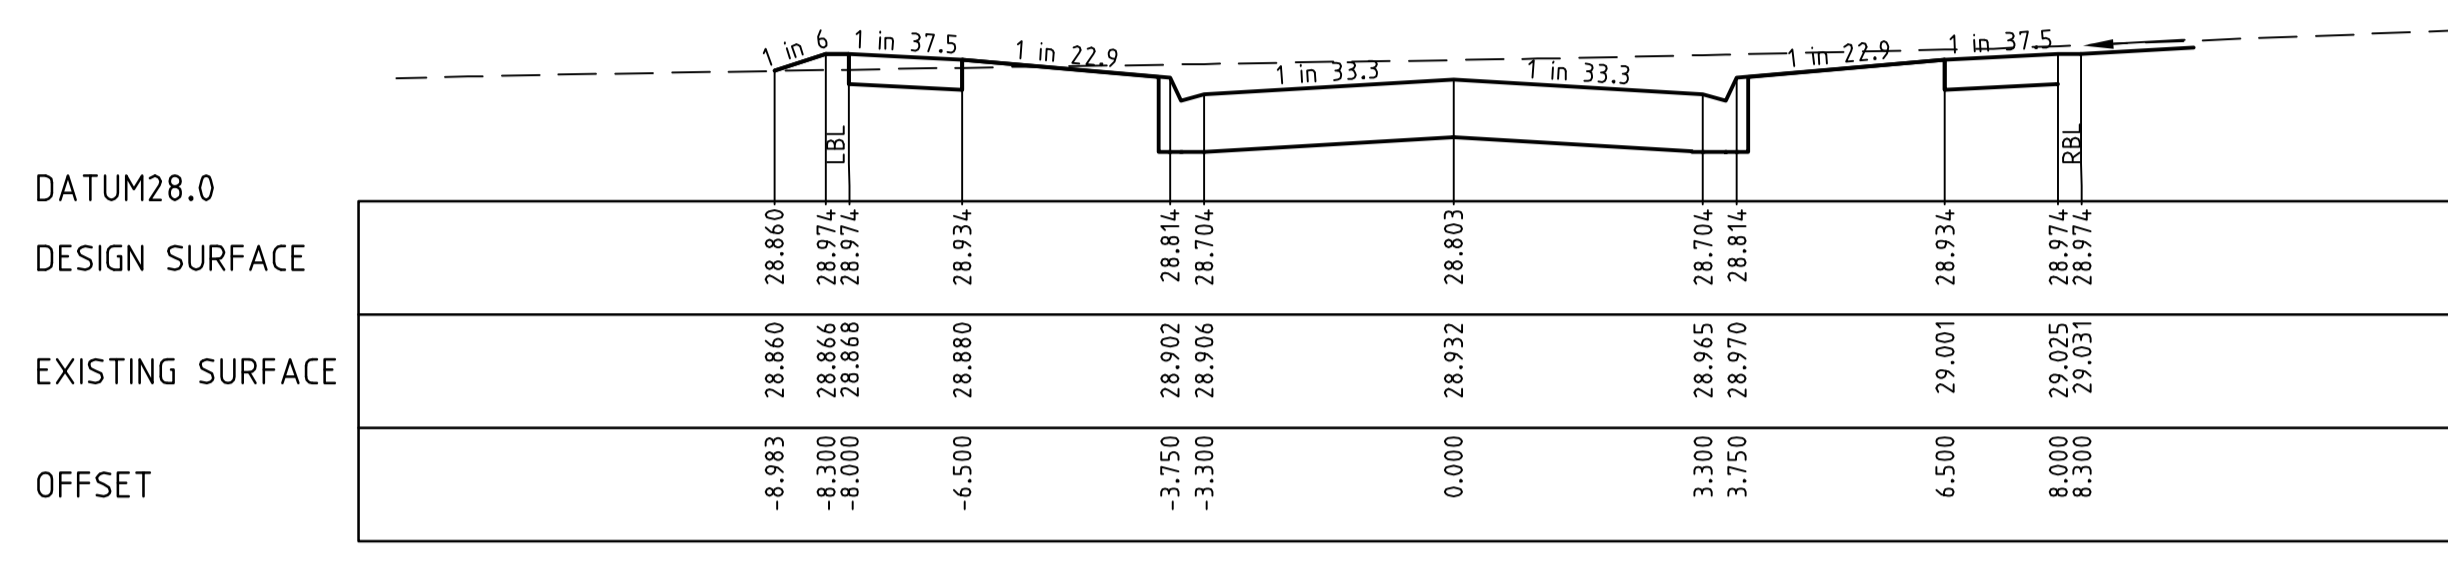 1 in 6
1 in 37.5
1 in 22.9
1 in 33.3
1 in 33.3
1 in 22.9
1 in 37.5
LBL
RBL
DATUM28.0
DESIGN SURFACE 28.860 28.974 28.974 28.934 28.814 28.704 28.803 28.704 28.814 28.934 28.974 28.974
EXISTING SURFACE 28.860 28.866 28.868 28.880 28.902 28.906 28.932 28.965 28.970 29.001 29.025 29.031
OFFSET -8.983 -8.300 -8.000 -6.500 -3.750 -3.300 0.000 3.300 3.750 6.500 8.000 8.300